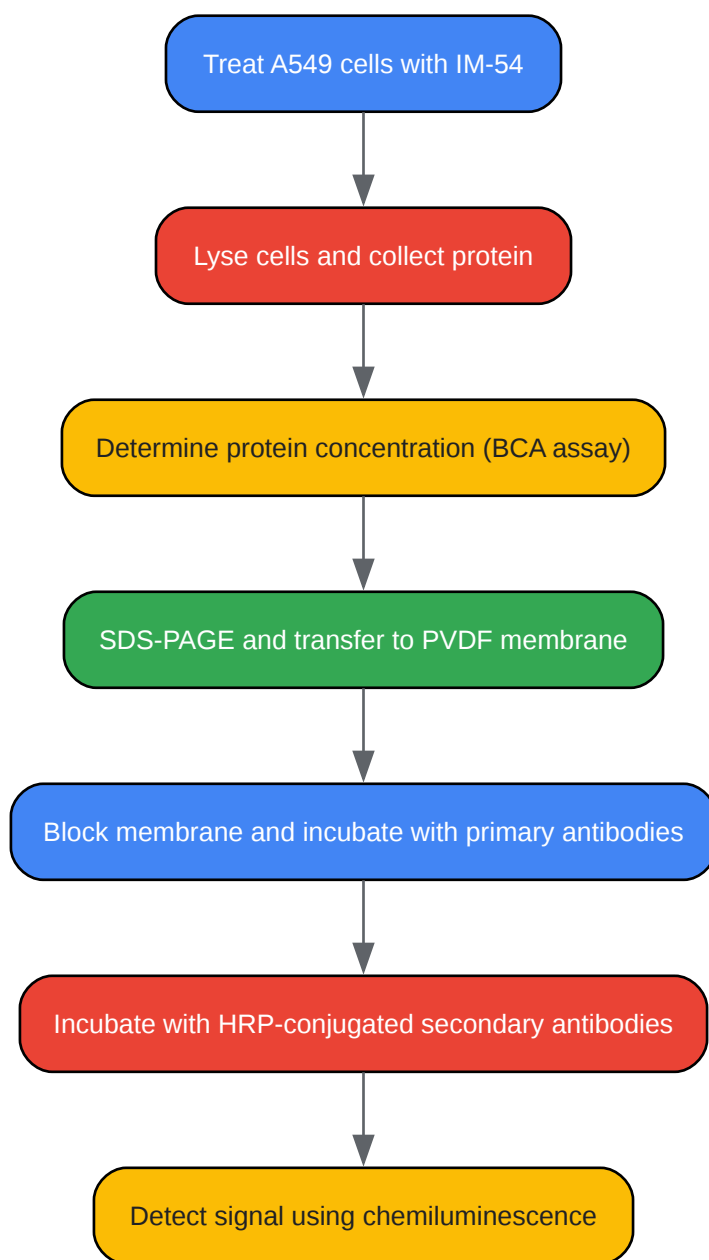 Treat A549 cells with IM-54
Lyse cells and collect protein
Determine protein concentration (BCA assay)
SDS-PAGE and transfer to PVDF membrane
Block membrane and incubate with primary antibodies
Incubate with HRP-conjugated secondary antibodies
Detect signal using chemiluminescence